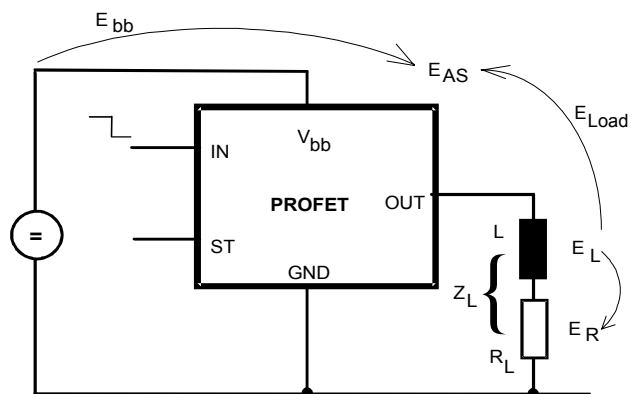 E bb
E AS
E Load
IN
V bb
PROFET
OUT
=
ST
GND
L
E L
Z L {
E R
R L